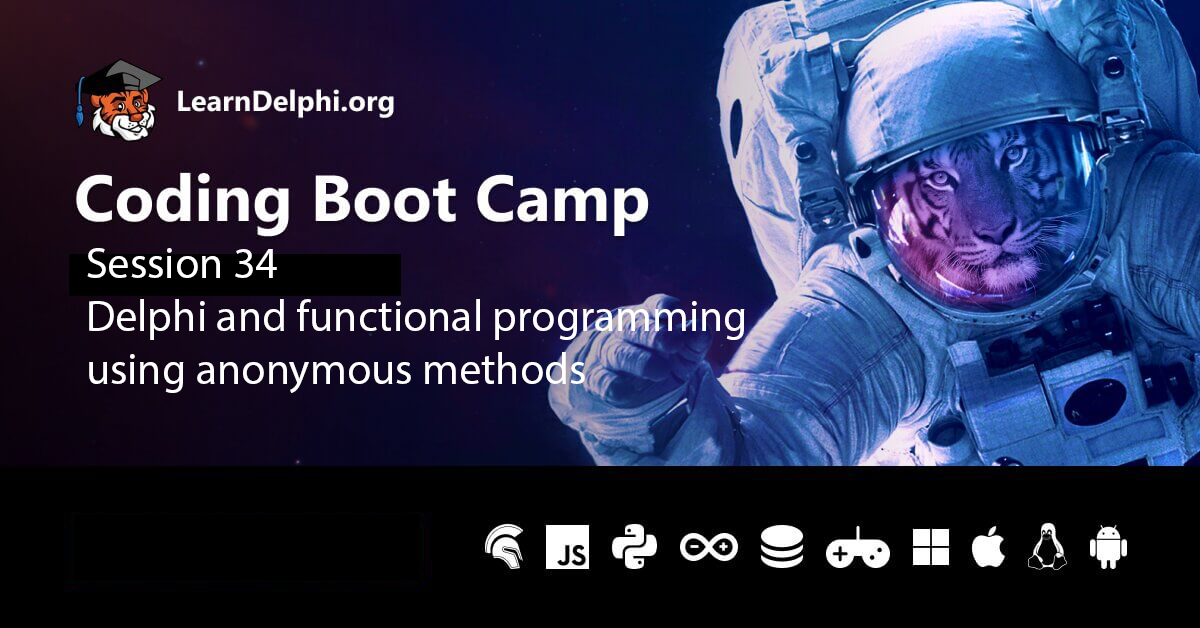 LearnDelphi.org
Coding Boot Camp
Session 34
Delphi and functional programming
using anonymous methods
JS